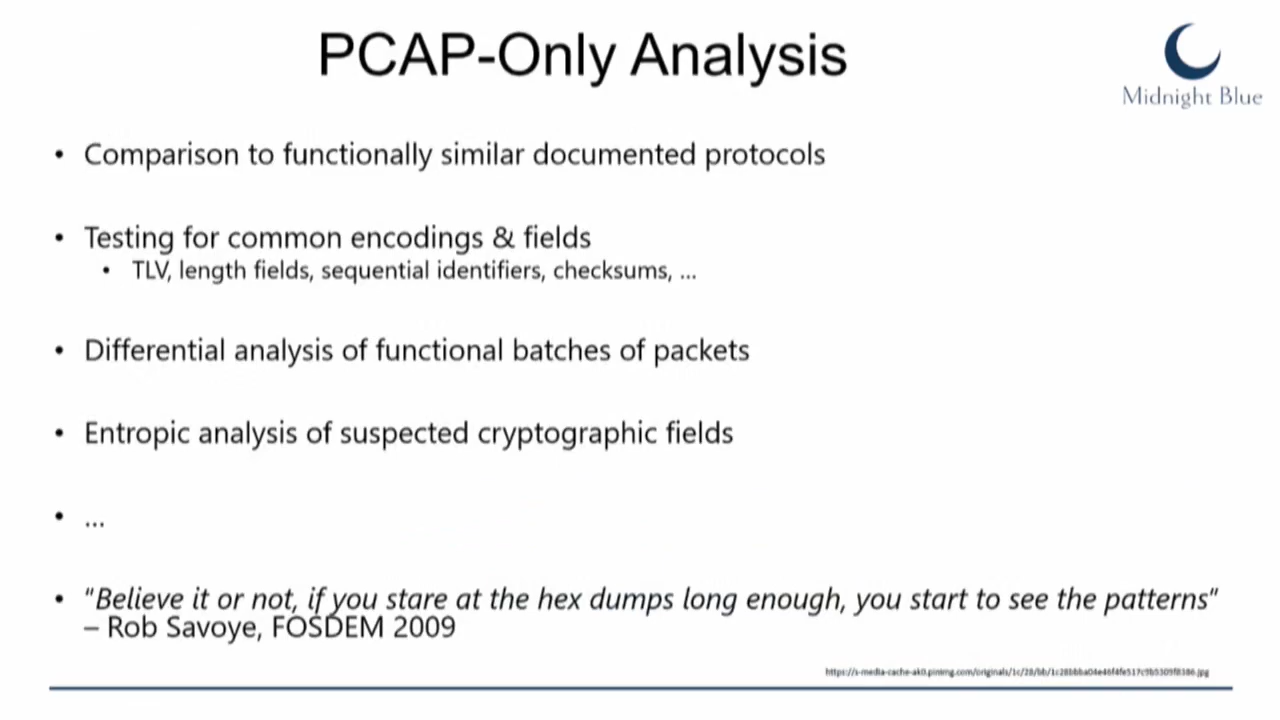 PCAP-Only Analysis
Midnight Blue
• Comparison to functionally similar documented protocols
• Testing for common encodings & fields
• TLV, length fields, sequential identifiers, checksums, ...
• Differential analysis of functional batches of packets
• Entropic analysis of suspected cryptographic fields
• ...
• "Believe it or not, if you stare at the hex dumps long enough, you start to see the patterns"
– Rob Savoye, FOSDEM 2009